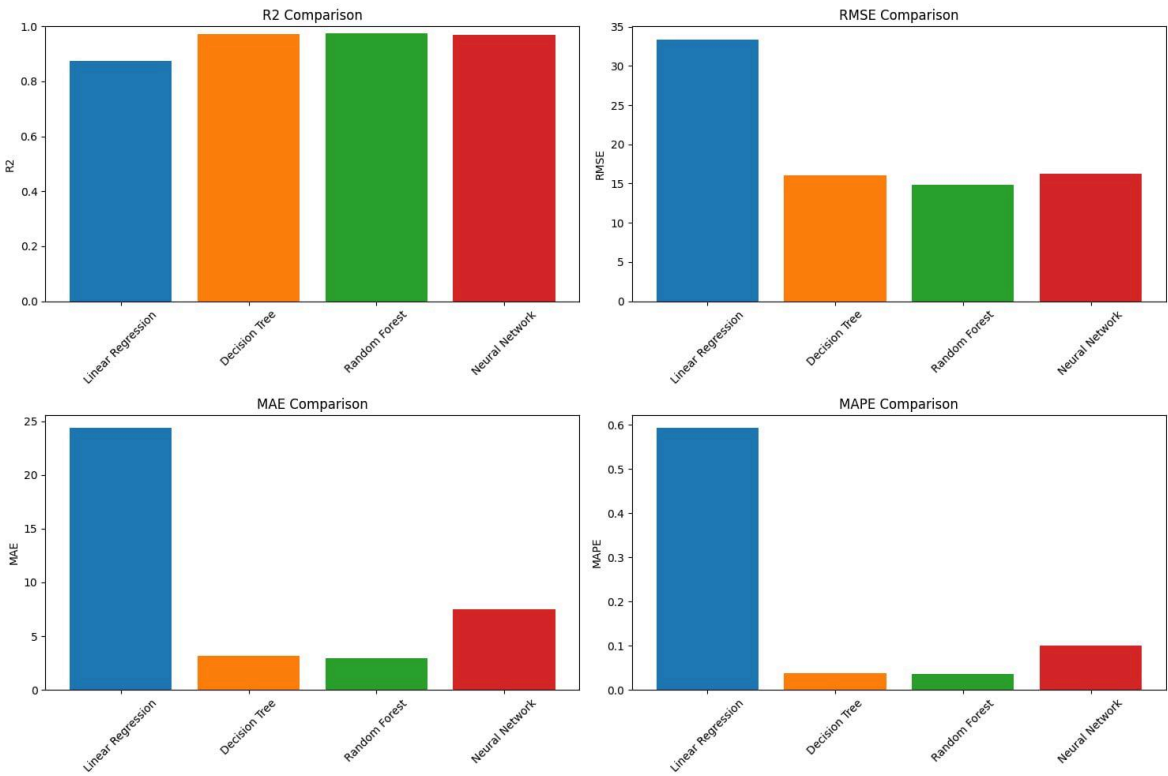 R2 Comparison
1.0
0.8
0.6
0.4
0.2
0.0
R2
Linear Regression
Decision Tree
Random Forest
Neural Network
RMSE Comparison
35
30
25
20
15
10
5
0
RMSE
Linear Regression
Decision Tree
Random Forest
Neural Network
MAE Comparison
25
20
15
10
5
0
MAE
Linear Regression
Decision Tree
Random Forest
Neural Network
MAPE Comparison
0.6
0.5
0.4
0.3
0.2
0.1
0.0
MAPE
Linear Regression
Decision Tree
Random Forest
Neural Network